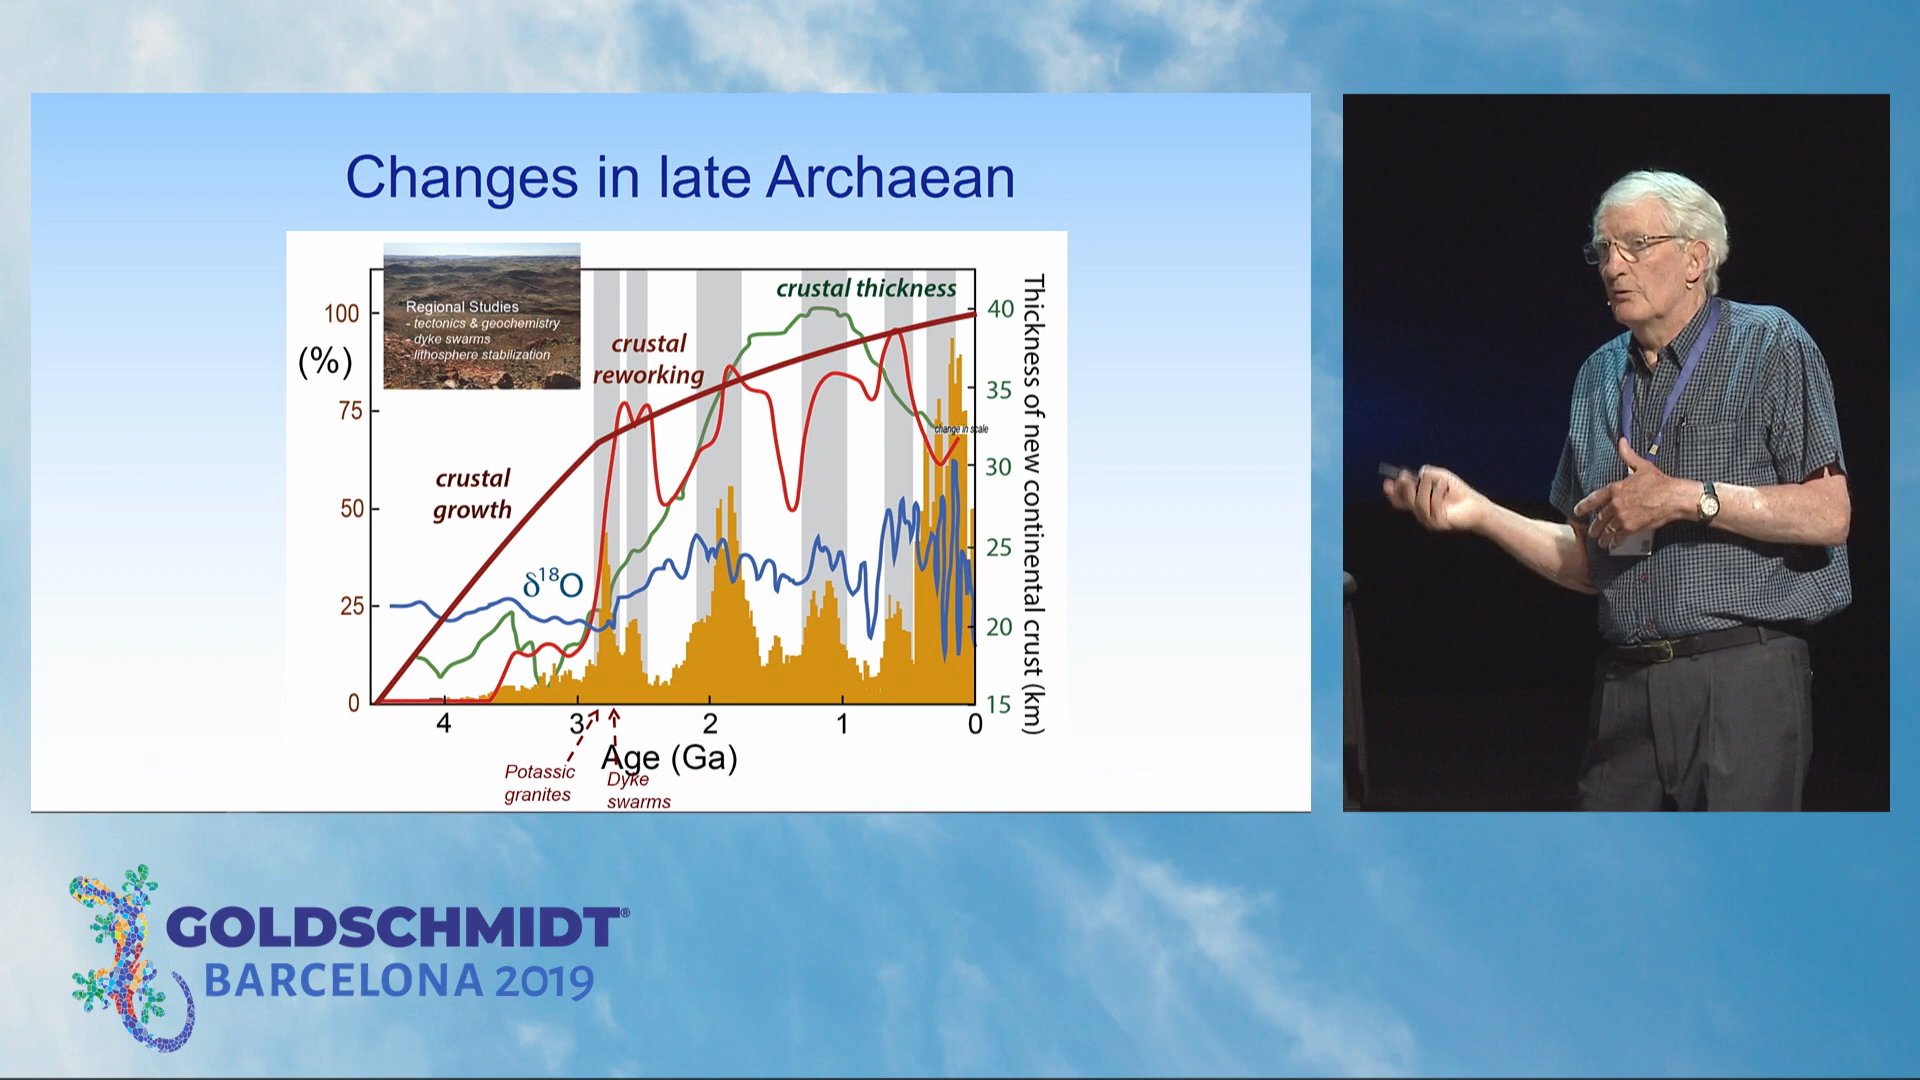 Changes in late Archaean
Regional Studies
- tectonics & geochemistry
- dyke swarms
lithosphere stabilization
crustal thickness
crustal
reworking
crustal
growth
δ18O
change in scale
100
(%)
75
50
25
0
40
35
30
25
20
15
Thickness of new continental crust (km)
4
3
2
1
0
Age (Ga)
Potassic
granites
Dyke
swarms
GOLDSCHMIDT®
BARCELONA 2019